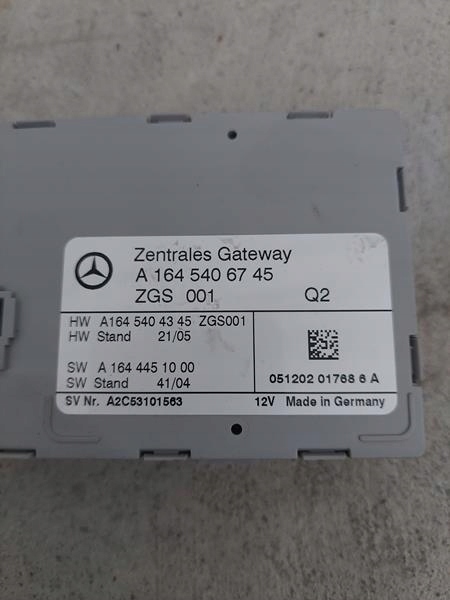 Zentrales Gateway
A 164 540 67 45
ZGS 001 Q2
HW A164 540 43 45 ZGS001
HW Stand 21/05
SW A 164 445 10 00
SW Stand 41/04
051202 01768 6 A
SV Nr. A2C53101563 12V Made in Germany